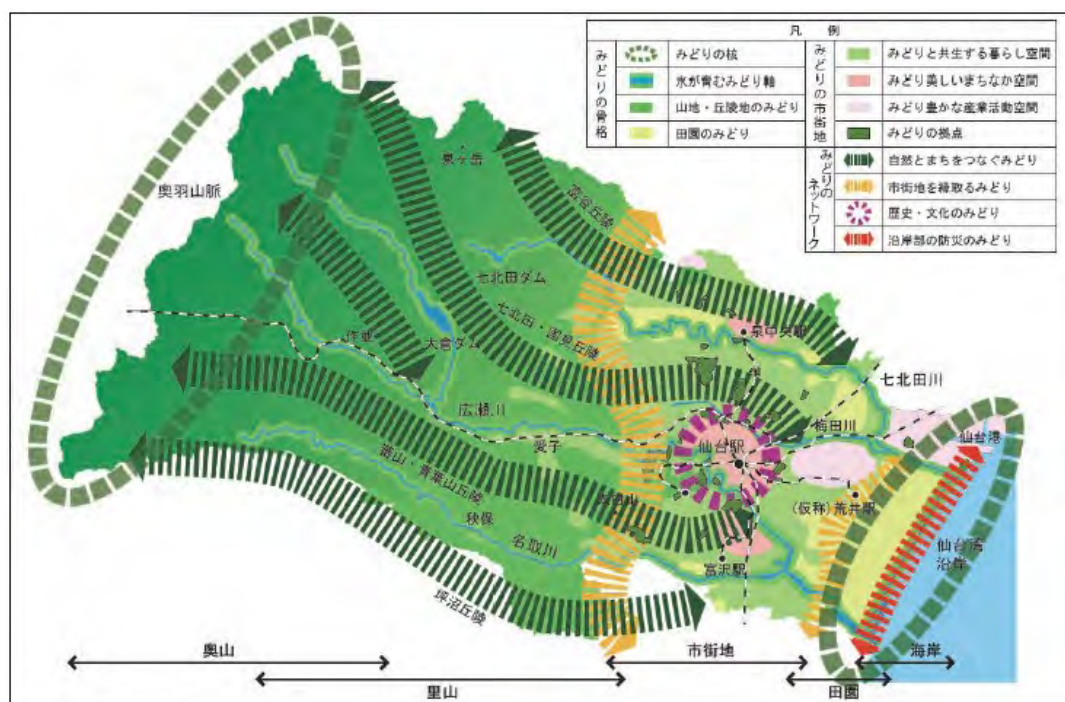 凡 例
みどりの骨格
みどりの核
水が育むみどり軸
山地・丘陵地のみどり
田園のみどり
みどりの市街地
みどりと共生する暮らし空間
みどり美しいまちなか空間
みどり豊かな産業活動空間
みどりの拠点
みどりのネットワーク
自然とまちをつなぐみどり
市街地を縁取るみどり
歴史・文化のみどり
沿岸部の防災のみどり
奥羽山脈
泉ヶ岳
七北田ダム
七北田・国見丘陵
泉中央駅
作並
大倉ダム
七北田川
広瀬川
梅田川
愛子
仙台駅
仙台港
蕃山・青葉山丘陵
秋保
(仮称)荒井駅
名取川
富沢駅
仙台湾
沿岸
坪沼丘陵
奥山
市街地
海岸
里山
田園